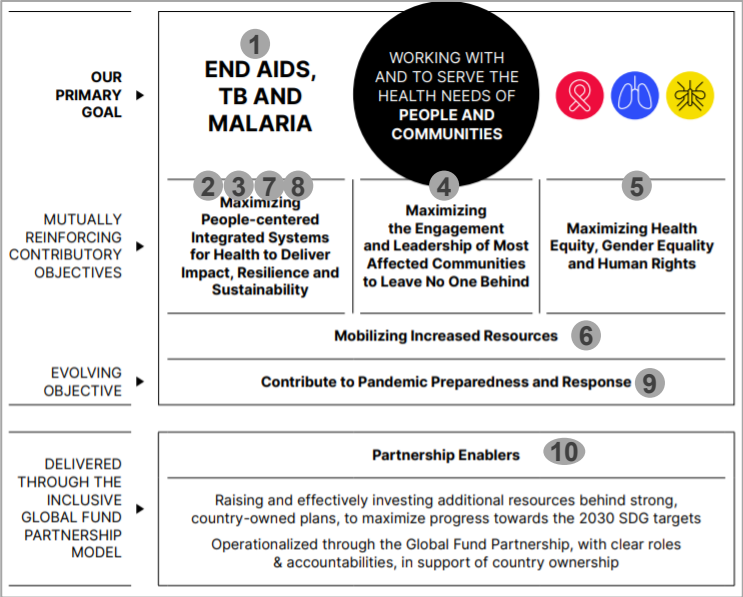 OUR
PRIMARY
GOAL
1
END AIDS,
TB AND
MALARIA
WORKING WITH
AND TO SERVE THE
HEALTH NEEDS OF
PEOPLE AND
COMMUNITIES
MUTUALLY
REINFORCING
CONTRIBUTORY
OBJECTIVES
2 3 7 8
Maximizing
People-centered
Integrated Systems
for Health to Deliver
Impact, Resilience and
Sustainability
4
Maximizing
the Engagement
and Leadership of Most
Affected Communities
to Leave No One Behind
5
Maximizing Health
Equity, Gender Equality
and Human Rights
Mobilizing Increased Resources 6
EVOLVING
OBJECTIVE
Contribute to Pandemic Preparedness and Response 9
DELIVERED
THROUGH THE
INCLUSIVE
GLOBAL FUND
PARTNERSHIP
MODEL
Partnership Enablers 10
Raising and effectively investing additional resources behind strong,
country-owned plans, to maximize progress towards the 2030 SDG targets
Operationalized through the Global Fund Partnership, with clear roles
& accountabilities, in support of country ownership